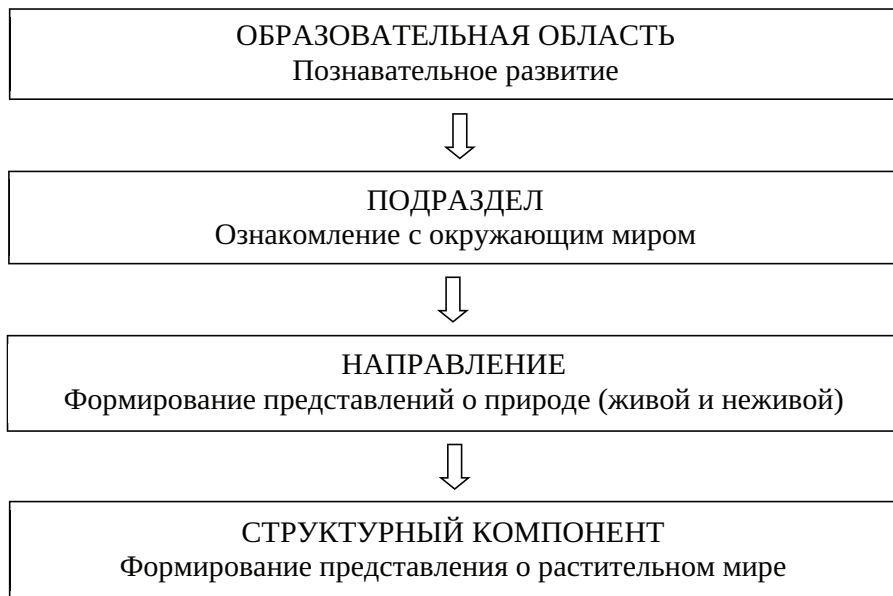 ОБРАЗОВАТЕЛЬНАЯ ОБЛАСТЬ
Познавательное развитие
ПОДРАЗДЕЛ
Ознакомление с окружающим миром
НАПРАВЛЕНИЕ
Формирование представлений о природе (живой и неживой)
СТРУКТУРНЫЙ КОМПОНЕНТ
Формирование представления о растительном мире